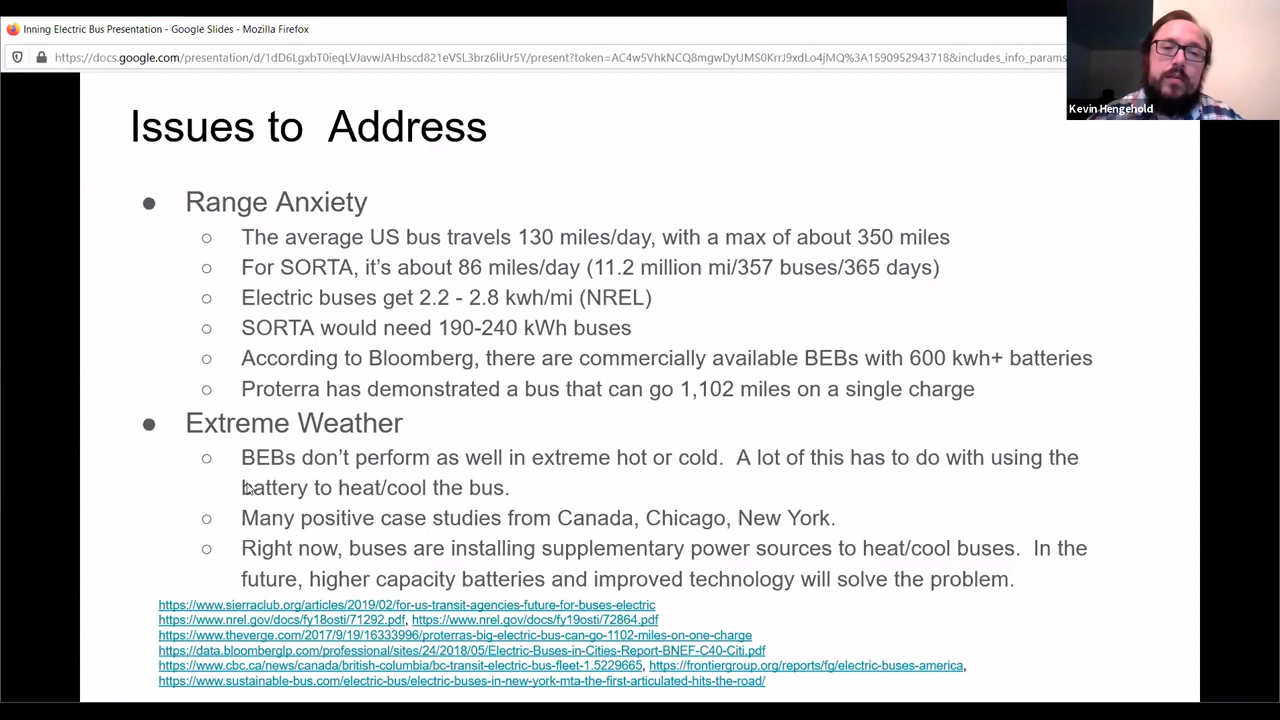 Inning Electric Bus Presentation - Google Slides - Mozilla Firefox
https://docs.google.com/presentation/d/1dD6LgxbT0ieqLVJavwJAHbscd821eVSL3brz6liUr5Y/present?token=AC4w5VhkNCQ8mgwDyUMS0KrrJ9xdLo4jMQ%3A1590952943718&includes_info_params
Kevin Hengehold
Issues to Address
● Range Anxiety
○ The average US bus travels 130 miles/day, with a max of about 350 miles
○ For SORTA, it's about 86 miles/day (11.2 million mi/357 buses/365 days)
○ Electric buses get 2.2 - 2.8 kwh/mi (NREL)
○ SORTA would need 190-240 kWh buses
○ According to Bloomberg, there are commercially available BEBs with 600 kwh+ batteries
○ Proterra has demonstrated a bus that can go 1,102 miles on a single charge
● Extreme Weather
○ BEBs don't perform as well in extreme hot or cold. A lot of this has to do with using the
battery to heat/cool the bus.
○ Many positive case studies from Canada, Chicago, New York.
○ Right now, buses are installing supplementary power sources to heat/cool buses. In the
future, higher capacity batteries and improved technology will solve the problem.
https://www.sierraclub.org/articles/2019/02/for-us-transit-agencies-future-for-buses-electric
https://www.nrel.gov/docs/fy18osti/71292.pdf, https://www.nrel.gov/docs/fy19osti/72864.pdf
https://www.theverge.com/2017/9/19/16333996/proterras-big-electric-bus-can-go-1102-miles-on-one-charge
https://data.bloomberglp.com/professional/sites/24/2018/05/Electric-Buses-in-Cities-Report-BNEF-C40-Citi.pdf
https://www.cbc.ca/news/canada/british-columbia/bc-transit-electric-bus-fleet-1.5229665, https://frontiergroup.org/reports/fg/electric-buses-america,
https://www.sustainable-bus.com/electric-bus/electric-buses-in-new-york-mta-the-first-articulated-hits-the-road/